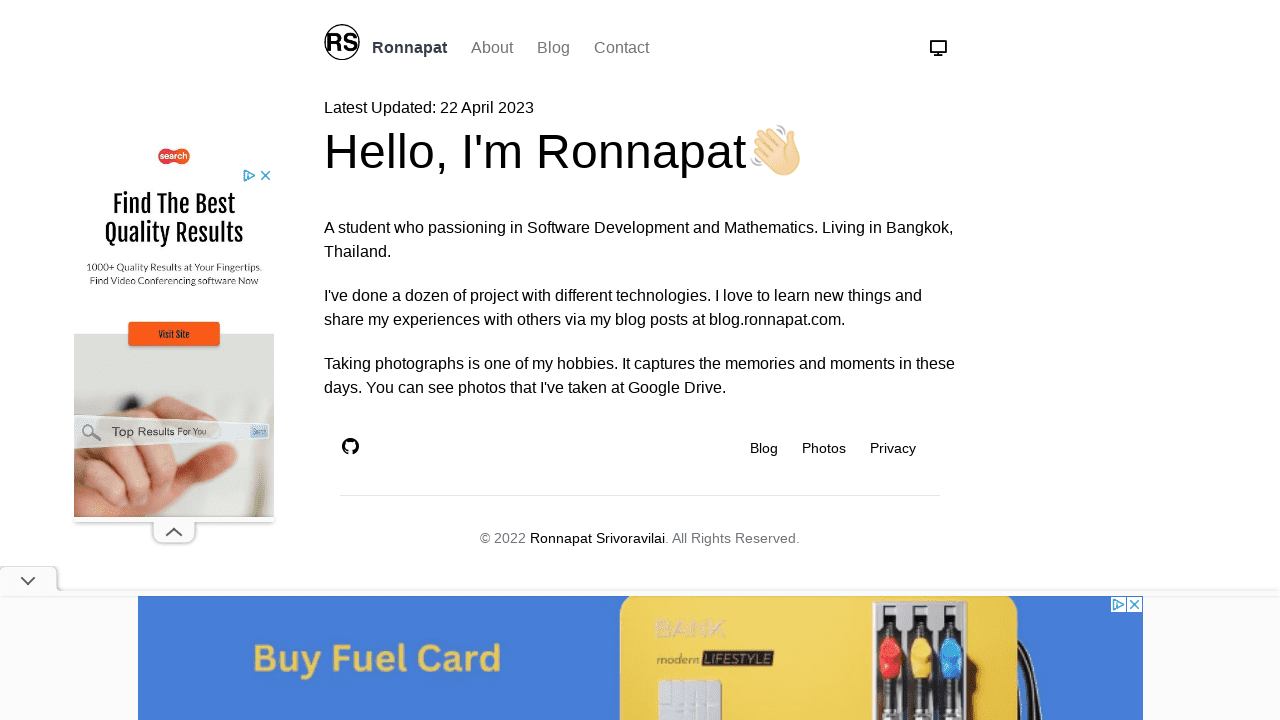 RS
Ronnapat About Blog Contact
Latest Updated: 22 April 2023
Hello, I'm Ronnapat👋🏻
A student who passioning in Software Development and Mathematics. Living in Bangkok,
Thailand.
I've done a dozen of project with different technologies. I love to learn new things and
share my experiences with others via my blog posts at blog.ronnapat.com.
Taking photographs is one of my hobbies. It captures the memories and moments in these
days. You can see photos that I've taken at Google Drive.
Blog Photos Privacy
© 2022 Ronnapat Srivoravilai. All Rights Reserved.
search
Find The Best
Quality Results
1000+ Quality Results at Your Fingertips.
Find Video Conferencing software Now
Visit Site
Top Results For You
Search
Buy Fuel Card
BANK
modern LIFESTYLE